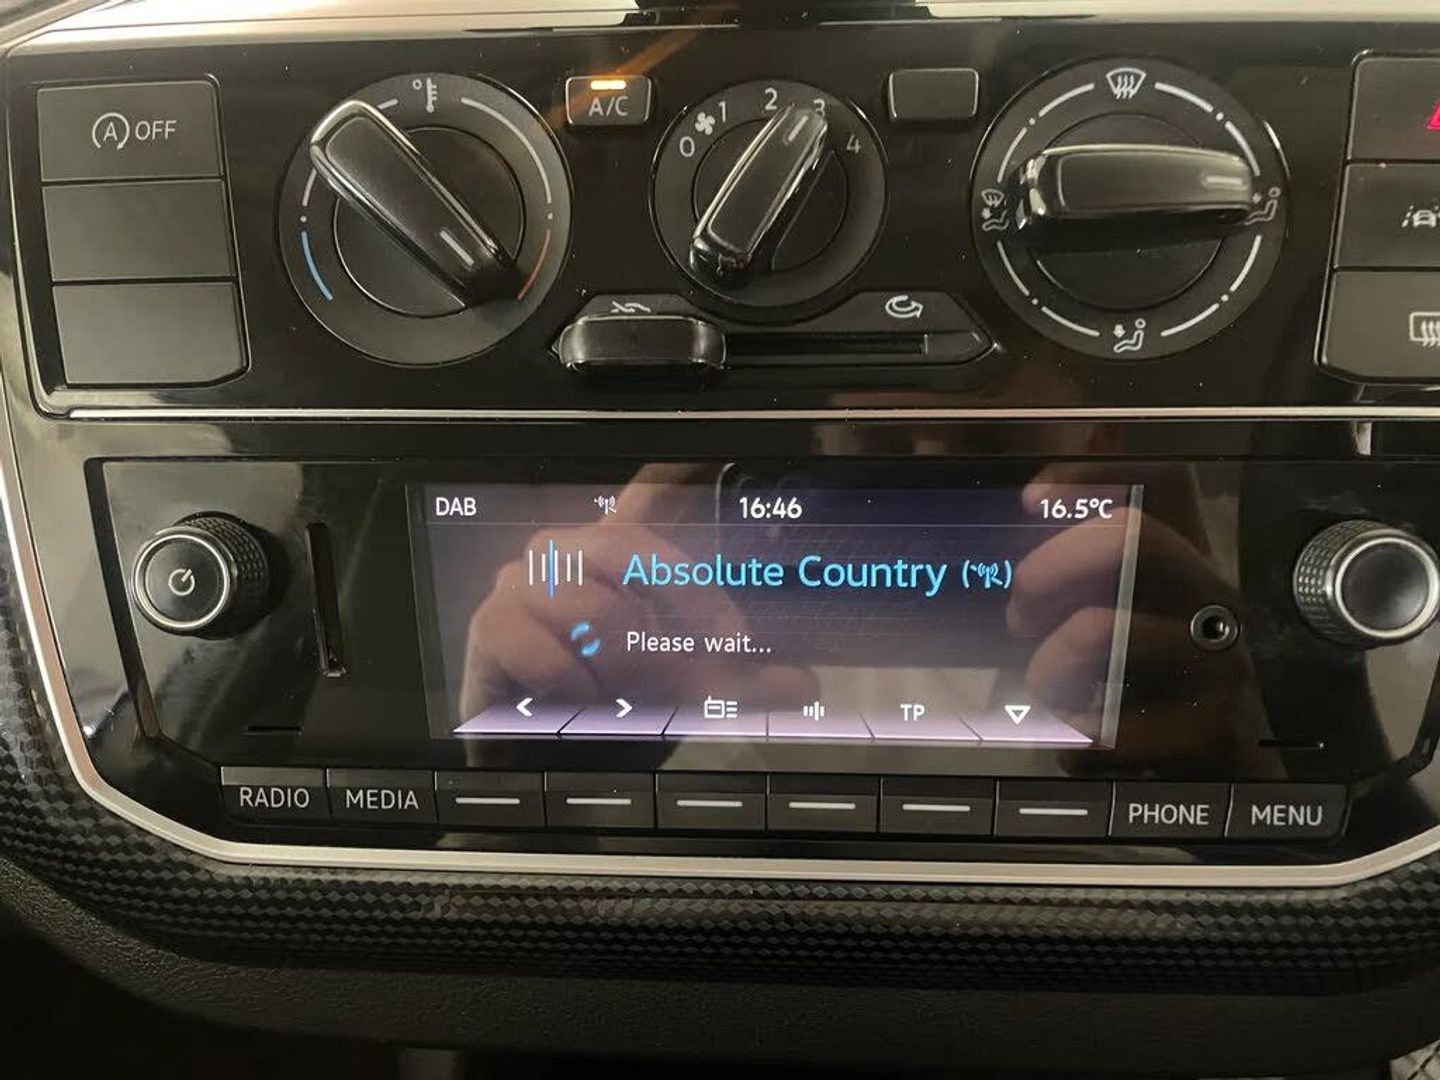 A OFF
A/C
0 1 2 3 4
DAB 16:46 16.5°C
Absolute Country
Please wait...
< > TP
RADIO MEDIA PHONE MENU